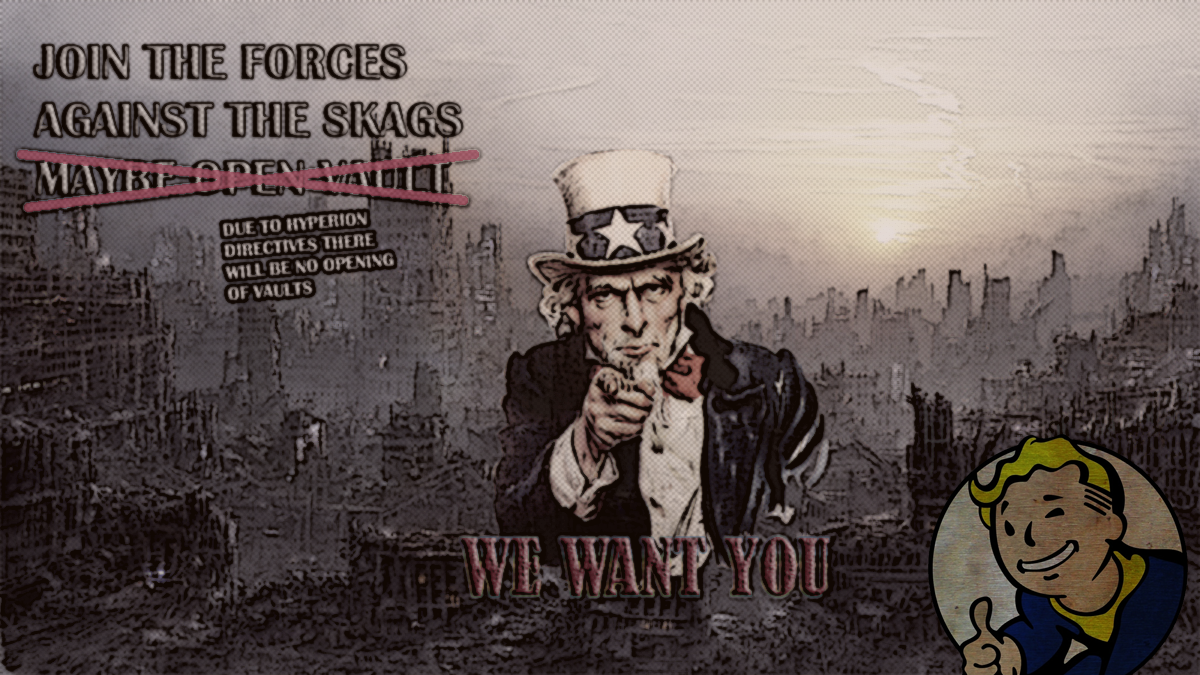 JOIN THE FORCES
AGAINST THE SKAGS
MAYBE OPEN VAULT
DUE TO HYPERION
DIRECTIVES THERE
WILL BE NO OPENING
OF VAULTS
WE WANT YOU